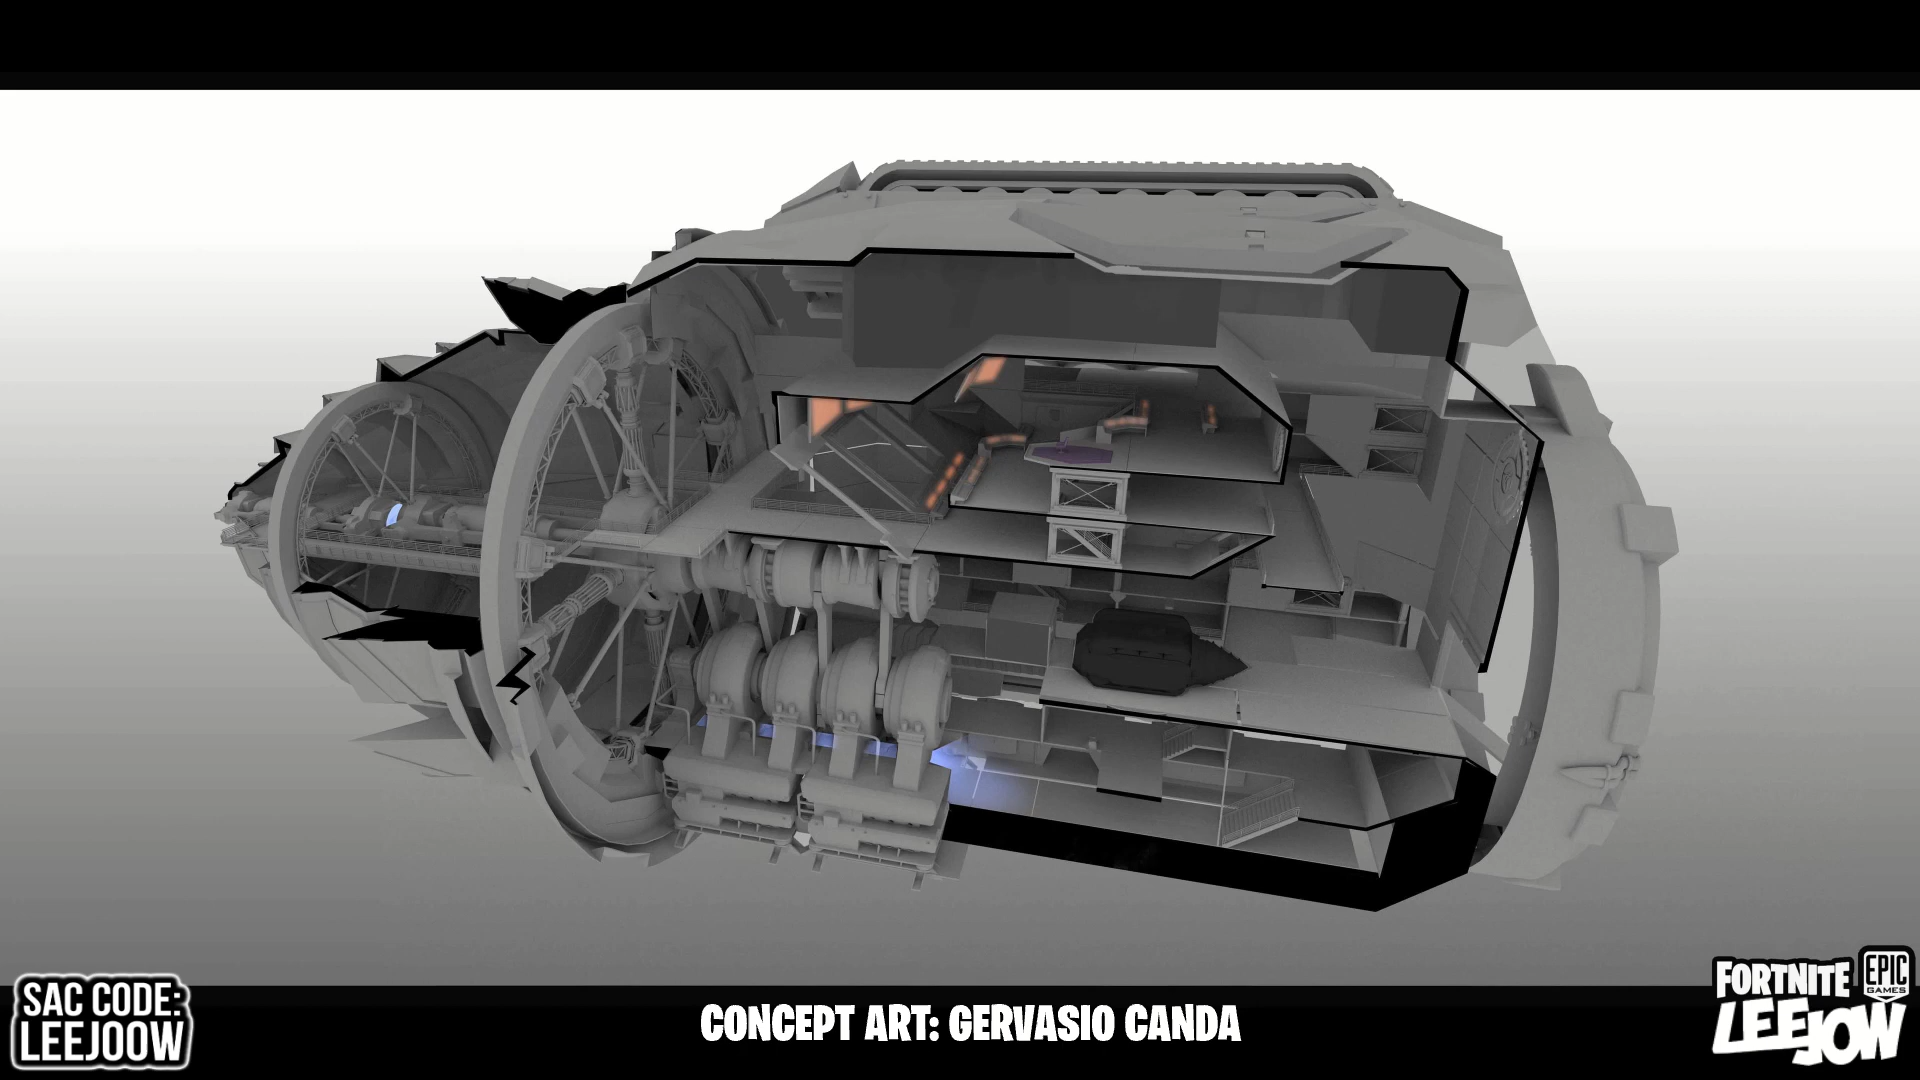 SAC CODE:
LEEJOOW
CONCEPT ART: GERVASIO CANDA
FORTNITE
EPIC
GAMES
LEEJOW